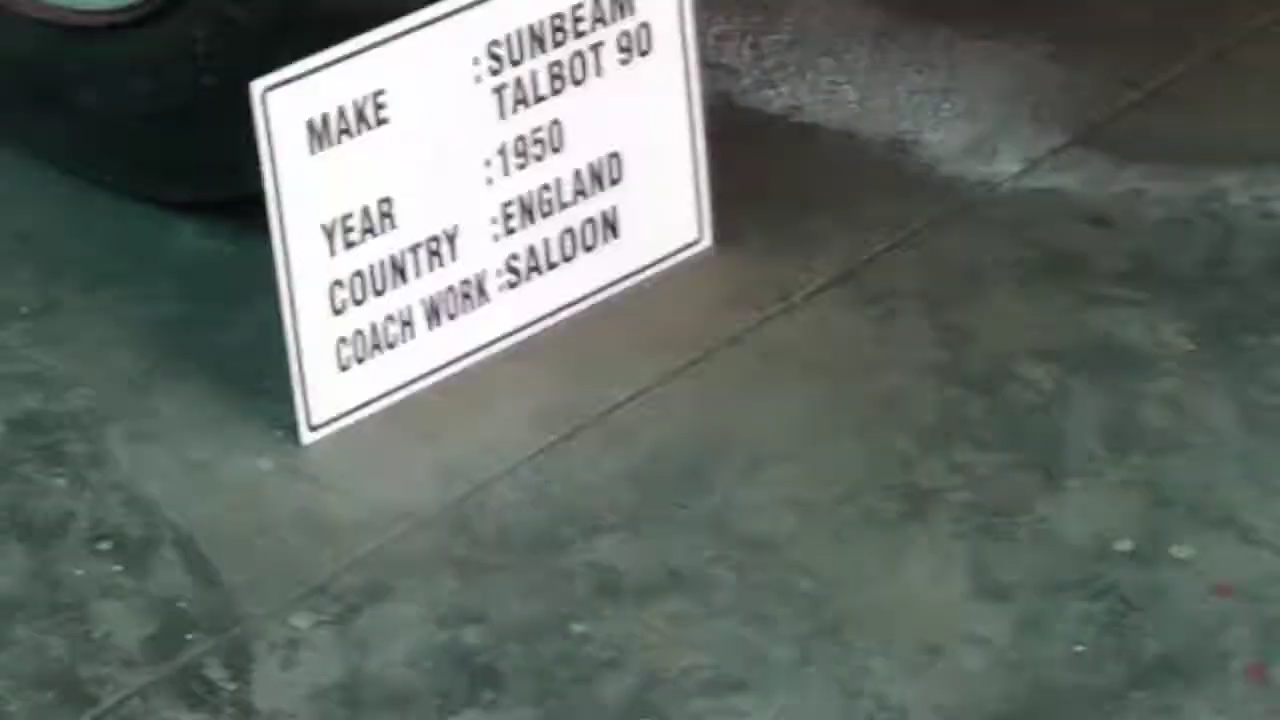 MAKE :SUNBEAM
TALBOT 90
YEAR :1950
COUNTRY :ENGLAND
COACH WORK :SALOON